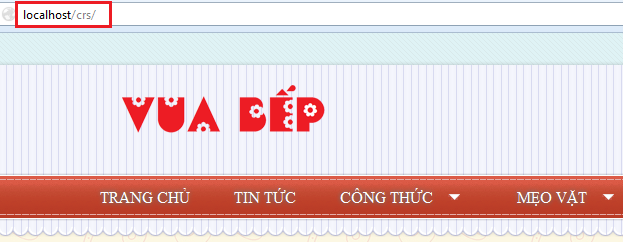 localhost/crs/
VUA BẾP
TRANG CHỦ TIN TỨC CÔNG THỨC MẸO VẶT